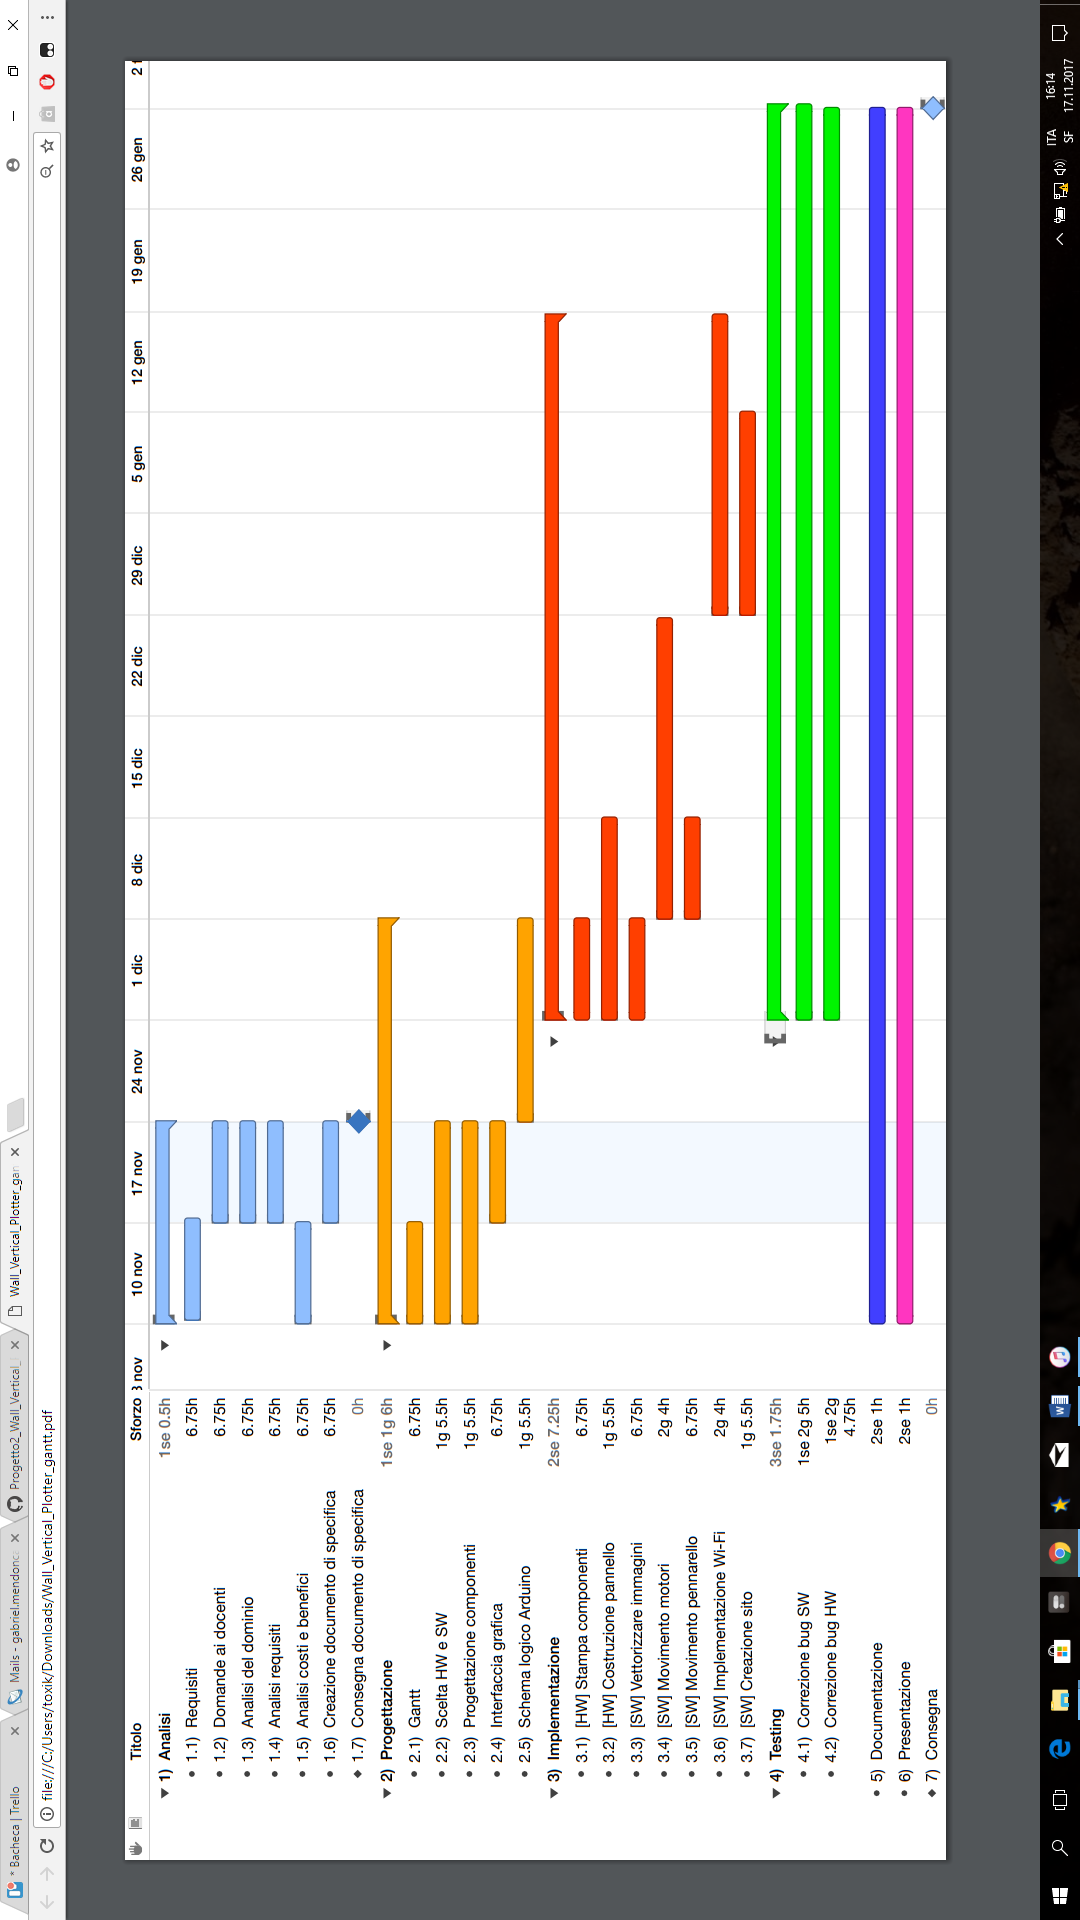 * Bacheca | Trello
Mails - gabriel.mendonc
Progetto2_Wall_Vertical_
Wall_Vertical_Plotter_gan
file:///C:/Users/toxik/Downloads/Wall_Vertical_Plotter_gantt.pdf
Titolo Sforzo 3 nov 10 nov 17 nov 24 nov 1 dic 8 dic 15 dic 22 dic 29 dic 5 gen 12 gen 19 gen 26 gen 2
1) Analisi 1se 0.5h
1.1) Requisiti 6.75h
1.2) Domande ai docenti 6.75h
1.3) Analisi del dominio 6.75h
1.4) Analisi requisiti 6.75h
1.5) Analisi costi e benefici 6.75h
1.6) Creazione documento di specifica 6.75h
1.7) Consegna documento di specifica 0h
2) Progettazione 1se 1g 6h
2.1) Gantt 6.75h
2.2) Scelta HW e SW 1g 5.5h
2.3) Progettazione componenti 1g 5.5h
2.4) Interfaccia grafica 6.75h
2.5) Schema logico Arduino 1g 5.5h
3) Implementazione 2se 7.25h
3.1) [HW] Stampa componenti 6.75h
3.2) [HW] Costruzione pannello 1g 5.5h
3.3) [SW] Vettorizzare immagini 6.75h
3.4) [SW] Movimento motori 2g 4h
3.5) [SW] Movimento pennarello 6.75h
3.6) [SW] Implementazione Wi-Fi 2g 4h
3.7) [SW] Creazione sito 1g 5.5h
4) Testing 3se 1.75h
4.1) Correzione bug SW 1se 2g 5h
4.2) Correzione bug HW 1se 2g
4.75h
5) Documentazione 2se 1h
6) Presentazione 2se 1h
7) Consegna 0h
ITA
SF
16:14
17.11.2017